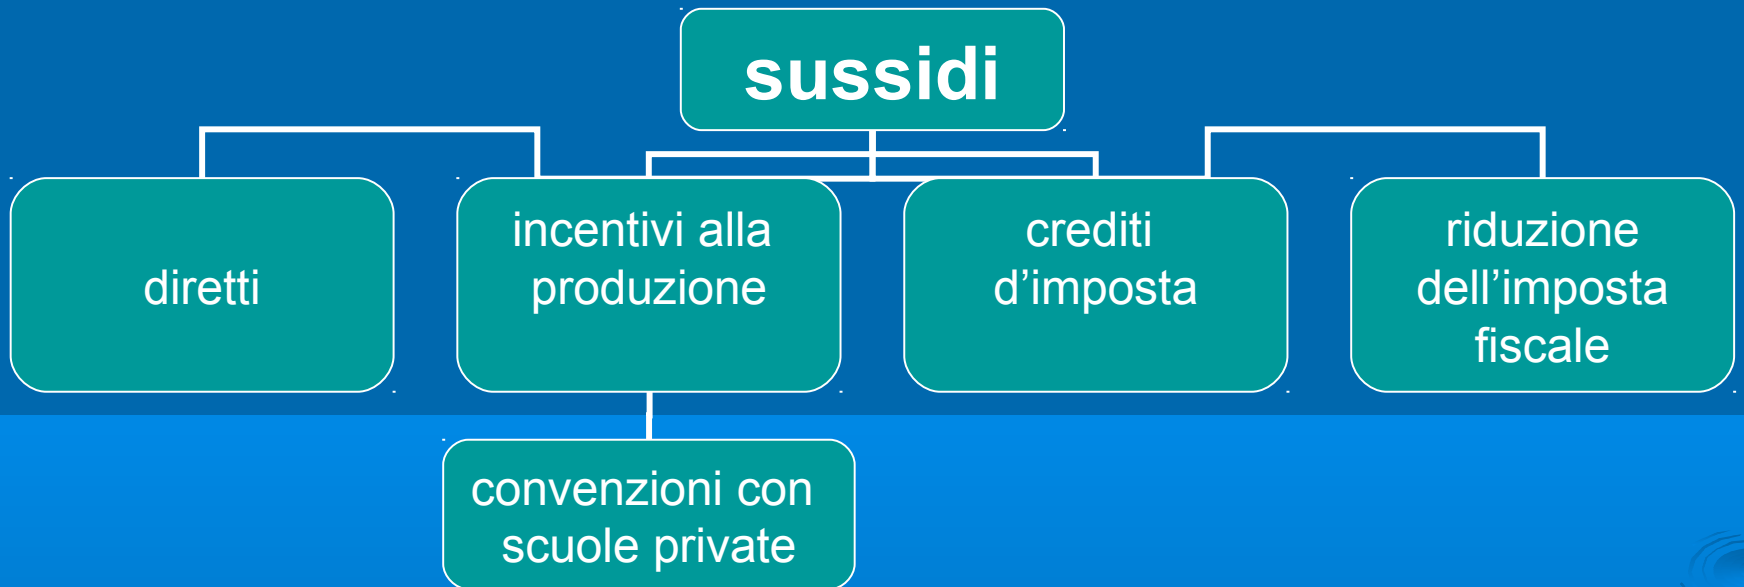 sussidi
diretti
incentivi alla
produzione
crediti
d’imposta
riduzione
dell’imposta
fiscale
convenzioni con
scuole private